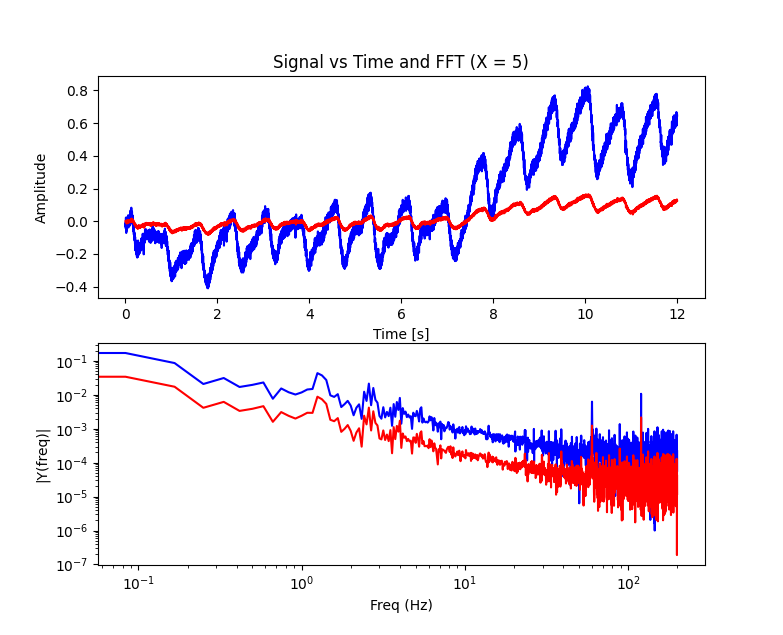 Signal vs Time and FFT (X = 5)
0.8
0.6
0.4
0.2
0.0
−0.2
−0.4
Amplitude
0 2 4 6 8 10 12
Time [s]
10⁻¹
10⁻²
10⁻³
10⁻⁴
10⁻⁵
10⁻⁶
10⁻⁷
|Y(freq)|
10⁻¹ 10⁰ 10¹ 10²
Freq (Hz)